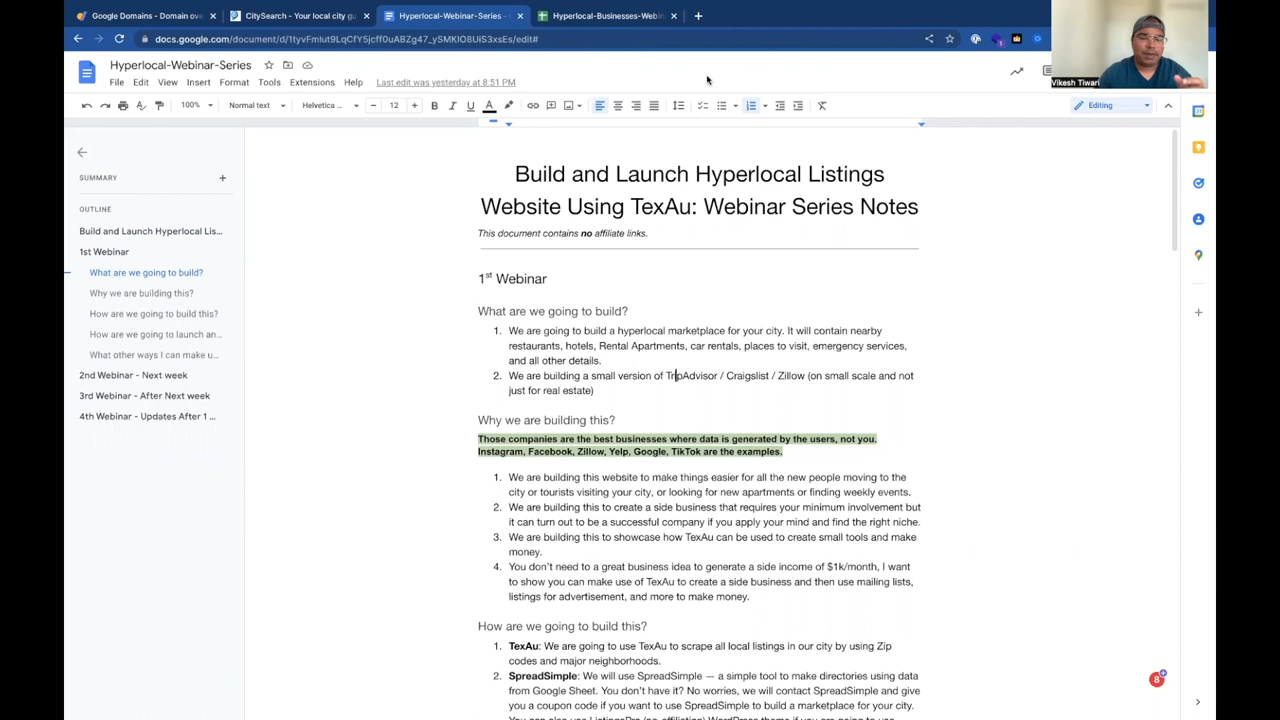 Google Domains - Domain ove
CitySearch - Your local city gu
Hyperlocal-Webinar-Series -
Hyperlocal-Businesses-Webin
docs.google.com/document/d/
Hyperlocal-Webinar-Series
File Edit View Insert Format Tools Extensions Help Last edit was yesterday at 8:51 PM
Vikesh Tiwari
100% Normal text Helvetica ... 12 Editing
SUMMARY
OUTLINE
Build and Launch Hyperlocal Lis...
1st Webinar
What are we going to build?
Why we are building this?
How are we going to build this?
How are we going to launch an...
What other ways I can make u...
2nd Webinar - Next week
3rd Webinar - After Next week
4th Webinar - Updates After 1 ...
Build and Launch Hyperlocal Listings
Website Using TexAu: Webinar Series Notes
This document contains no affiliate links.
1st Webinar
What are we going to build?
1. We are going to build a hyperlocal marketplace for your city. It will contain nearby
restaurants, hotels, Rental Apartments, car rentals, places to visit, emergency services,
and all other details.
2. We are building a small version of TripAdvisor / Craigslist / Zillow (on small scale and not
just for real estate)
Why we are building this?
Those companies are the best businesses where data is generated by the users, not you.
Instagram, Facebook, Zillow, Yelp, Google, TikTok are the examples.
1. We are building this website to make things easier for all the new people moving to the
city or tourists visiting your city, or looking for new apartments or finding weekly events.
2. We are building this to create a side business that requires your minimum involvement but
it can turn out to be a successful company if you apply your mind and find the right niche.
3. We are building this to showcase how TexAu can be used to create small tools and make
money.
4. You don't need to a great business idea to generate a side income of $1k/month, I want
to show you can make use of TexAu to create a side business and then use mailing lists,
listings for advertisement, and more to make money.
How are we going to build this?
1. TexAu: We are going to use TexAu to scrape all local listings in our city by using Zip
codes and major neighborhoods.
2. SpreadSimple: We will use SpreadSimple — a simple tool to make directories using data
from Google Sheet. You don't have it? No worries, we will contact SpreadSimple and give
you a coupon code if you want to use SpreadSimple to build a marketplace for your city.
You can also use ListingPro (no-affiliation) WordPress theme if you are going to use
8